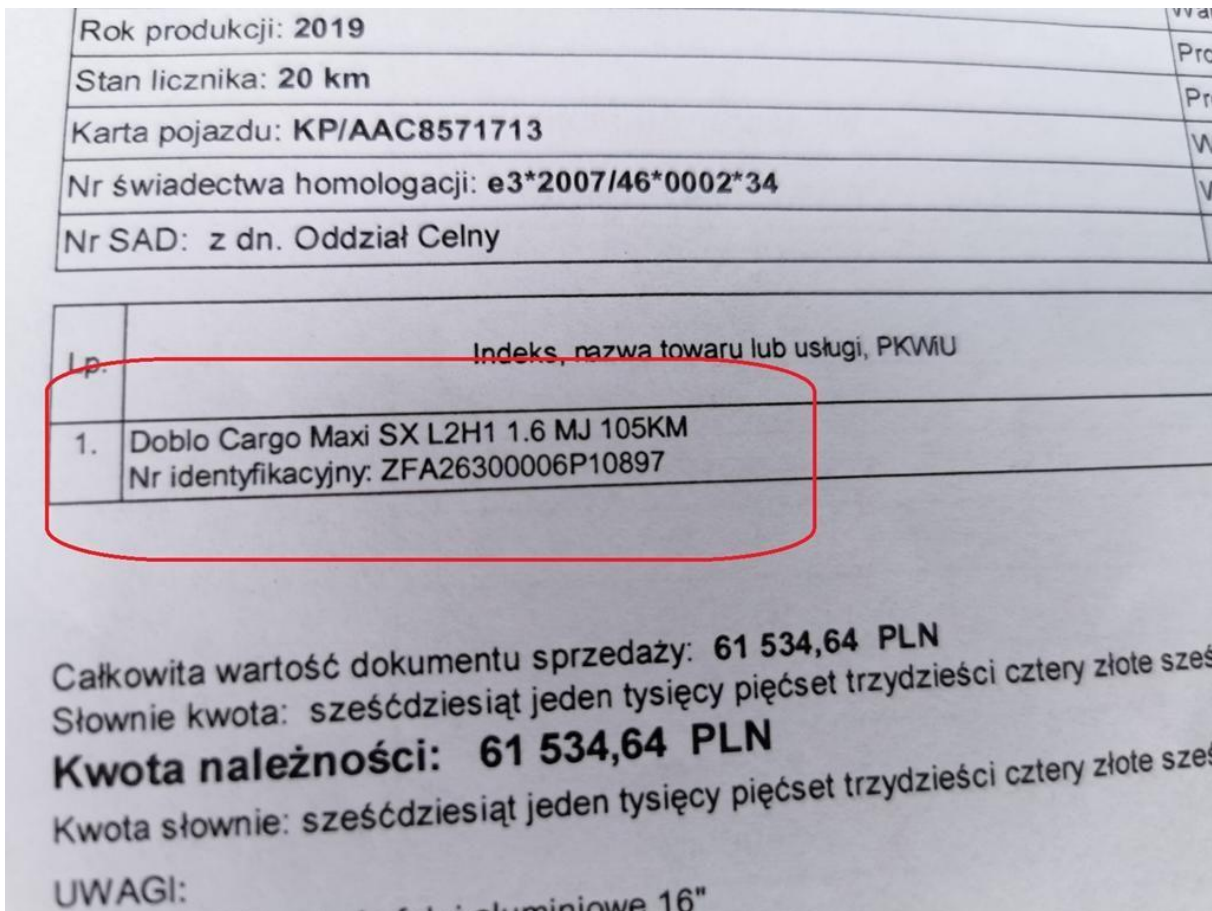 Rok produkcji: 2019
Stan licznika: 20 km
Karta pojazdu: KP/AAC8571713
Nr świadectwa homologacji: e3*2007/46*0002*34
Nr SAD: z dn. Oddział Celny
Lp. Indeks, nazwa towaru lub usługi, PKWiU
1. Doblo Cargo Maxi SX L2H1 1.6 MJ 105KM
Nr identyfikacyjny: ZFA26300006P10897
Całkowita wartość dokumentu sprzedaży: 61 534,64 PLN
Słownie kwota: sześćdziesiąt jeden tysięcy pięćset trzydzieści cztery złote
Kwota należności: 61 534,64 PLN
Kwota słownie: sześćdziesiąt jeden tysięcy pięćset trzydzieści cztery złote
UWAGI:
aluminiowe 16"